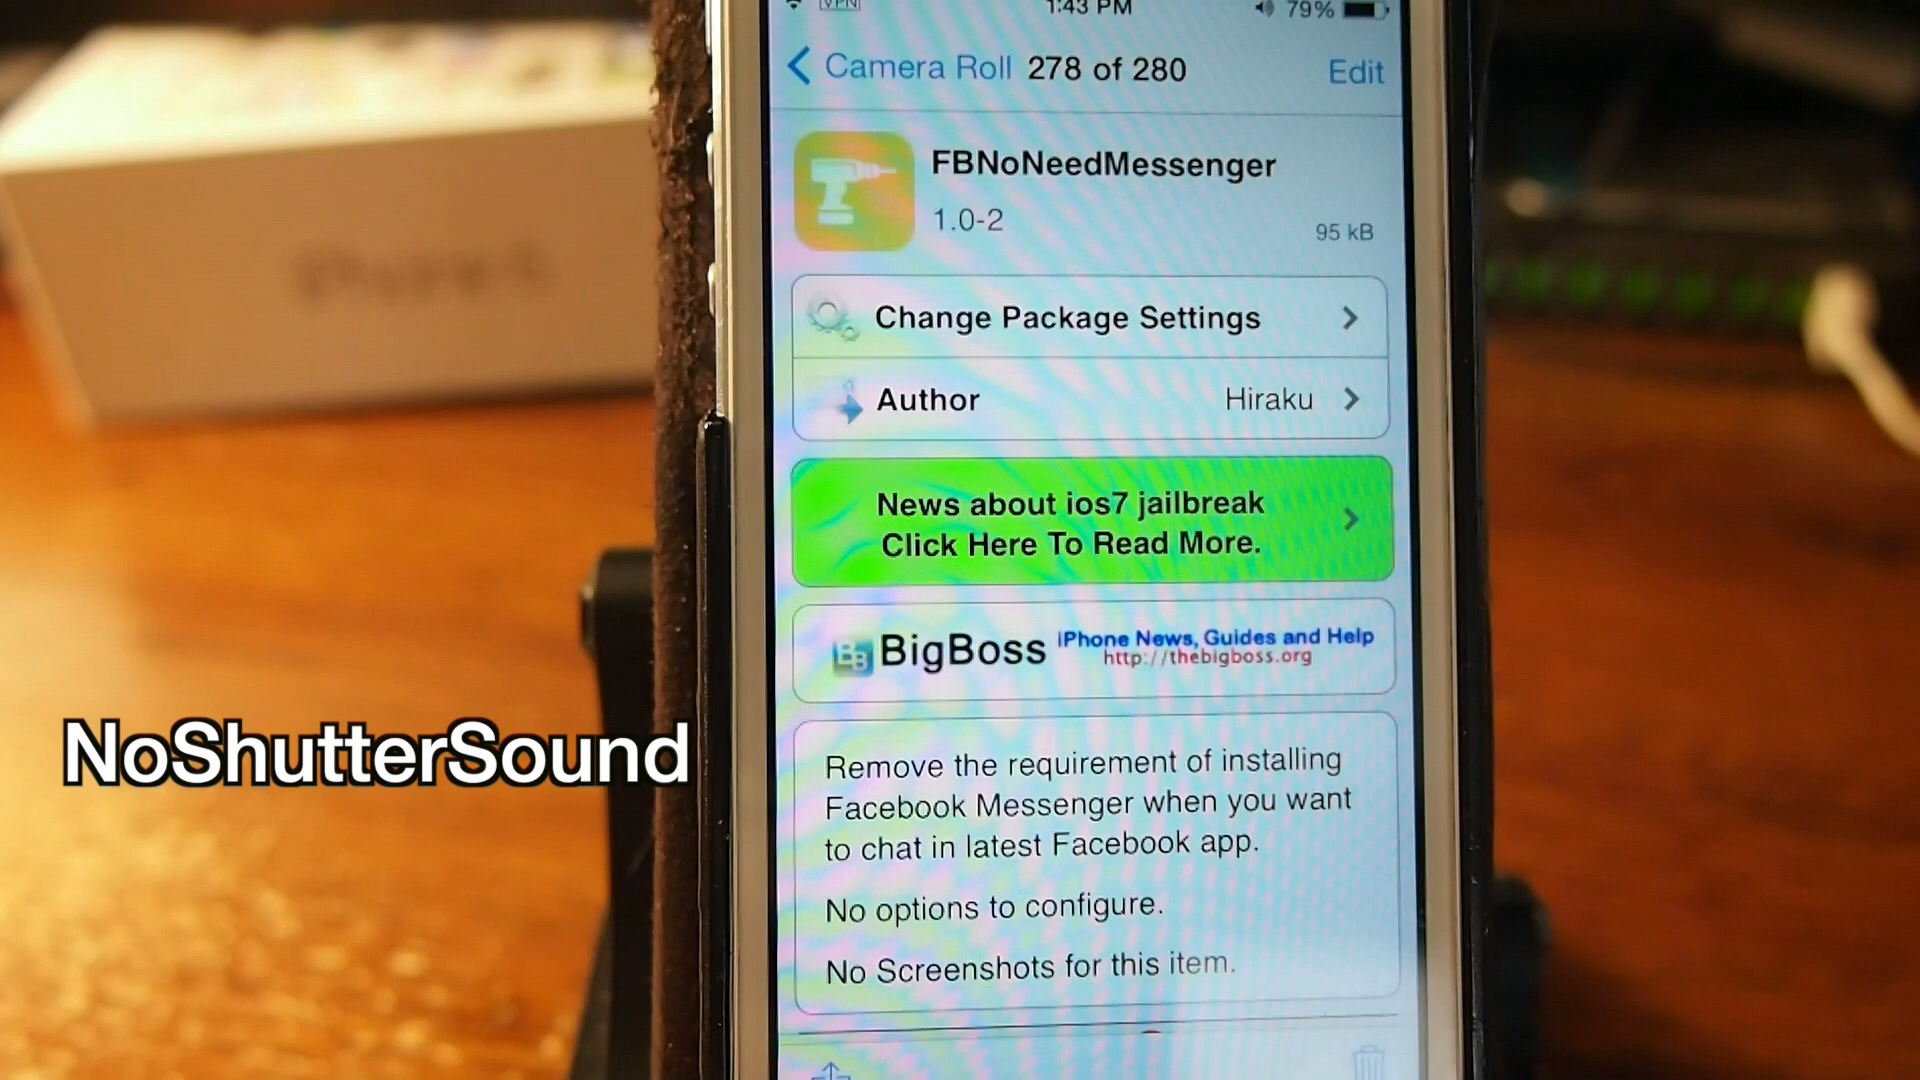 VPN
1:43 PM
79%
Camera Roll 278 of 280
Edit
FBNoNeedMessenger
1.0-2
95 kB
Change Package Settings
Author
Hiraku
News about ios7 jailbreak
Click Here To Read More.
BB
BigBoss
iPhone News, Guides and Help
http://thebigboss.org
NoShutterSound
Remove the requirement of installing
Facebook Messenger when you want
to chat in latest Facebook app.
No options to configure.
No Screenshots for this item.